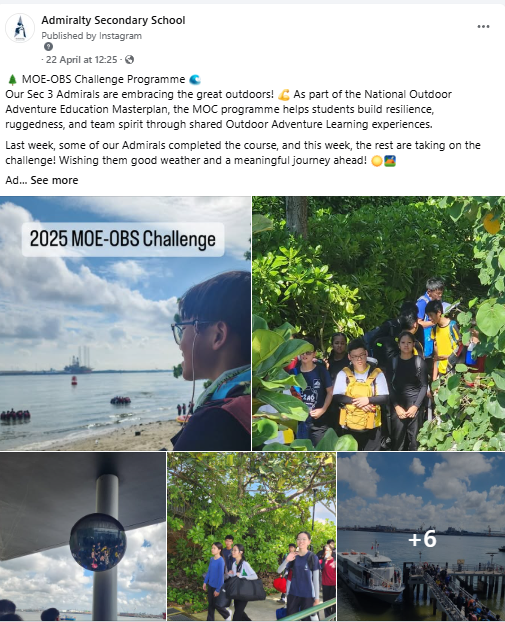 Admiralty Secondary School
Published by Instagram
· 22 April at 12:25 ·
🌲 MOE-OBS Challenge Programme 🌊
Our Sec 3 Admirals are embracing the great outdoors! 💪 As part of the National Outdoor
Adventure Education Masterplan, the MOC programme helps students build resilience,
ruggedness, and team spirit through shared Outdoor Adventure Learning experiences.
Last week, some of our Admirals completed the course, and this week, the rest are taking on the
challenge! Wishing them good weather and a meaningful journey ahead! 🌞🏞️
Ad... See more
2025 MOE-OBS Challenge
+6